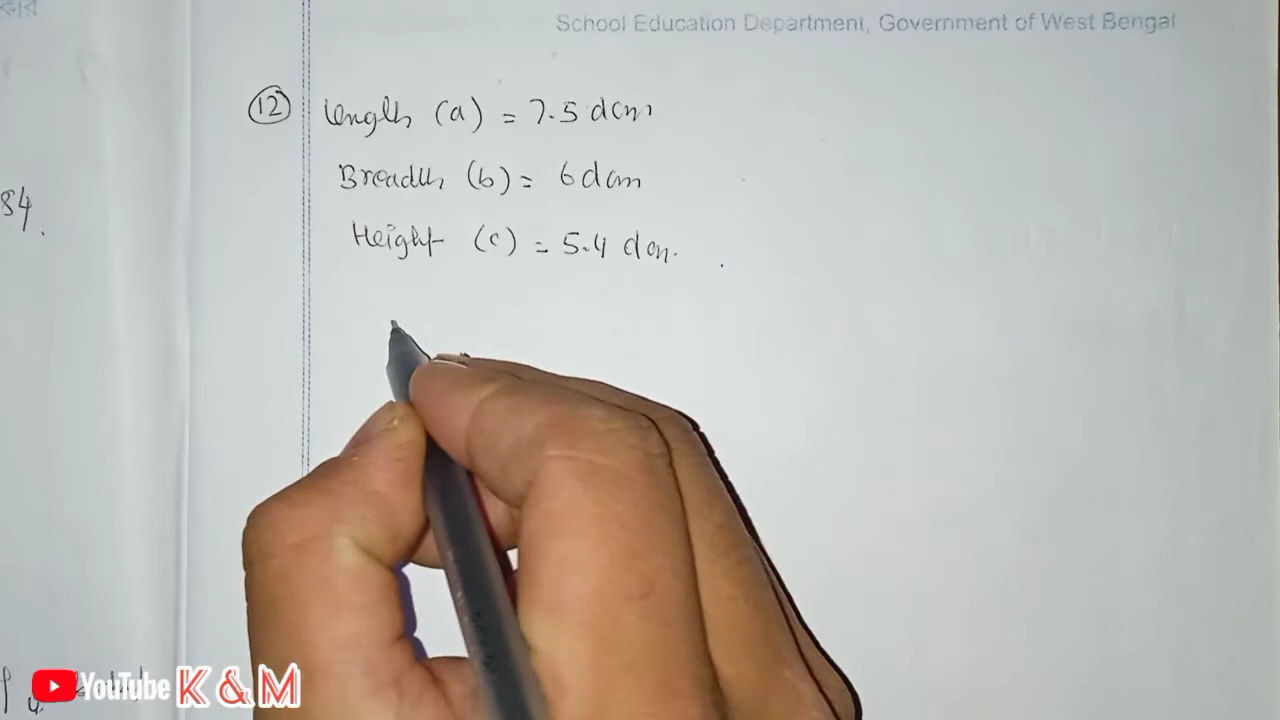 School Education Department, Government of West Bengal
12 Length (a) = 7.5 dcm
Breadth (b) = 6 dcm
Height (c) = 5.4 dcm.
84.
YouTube K & M